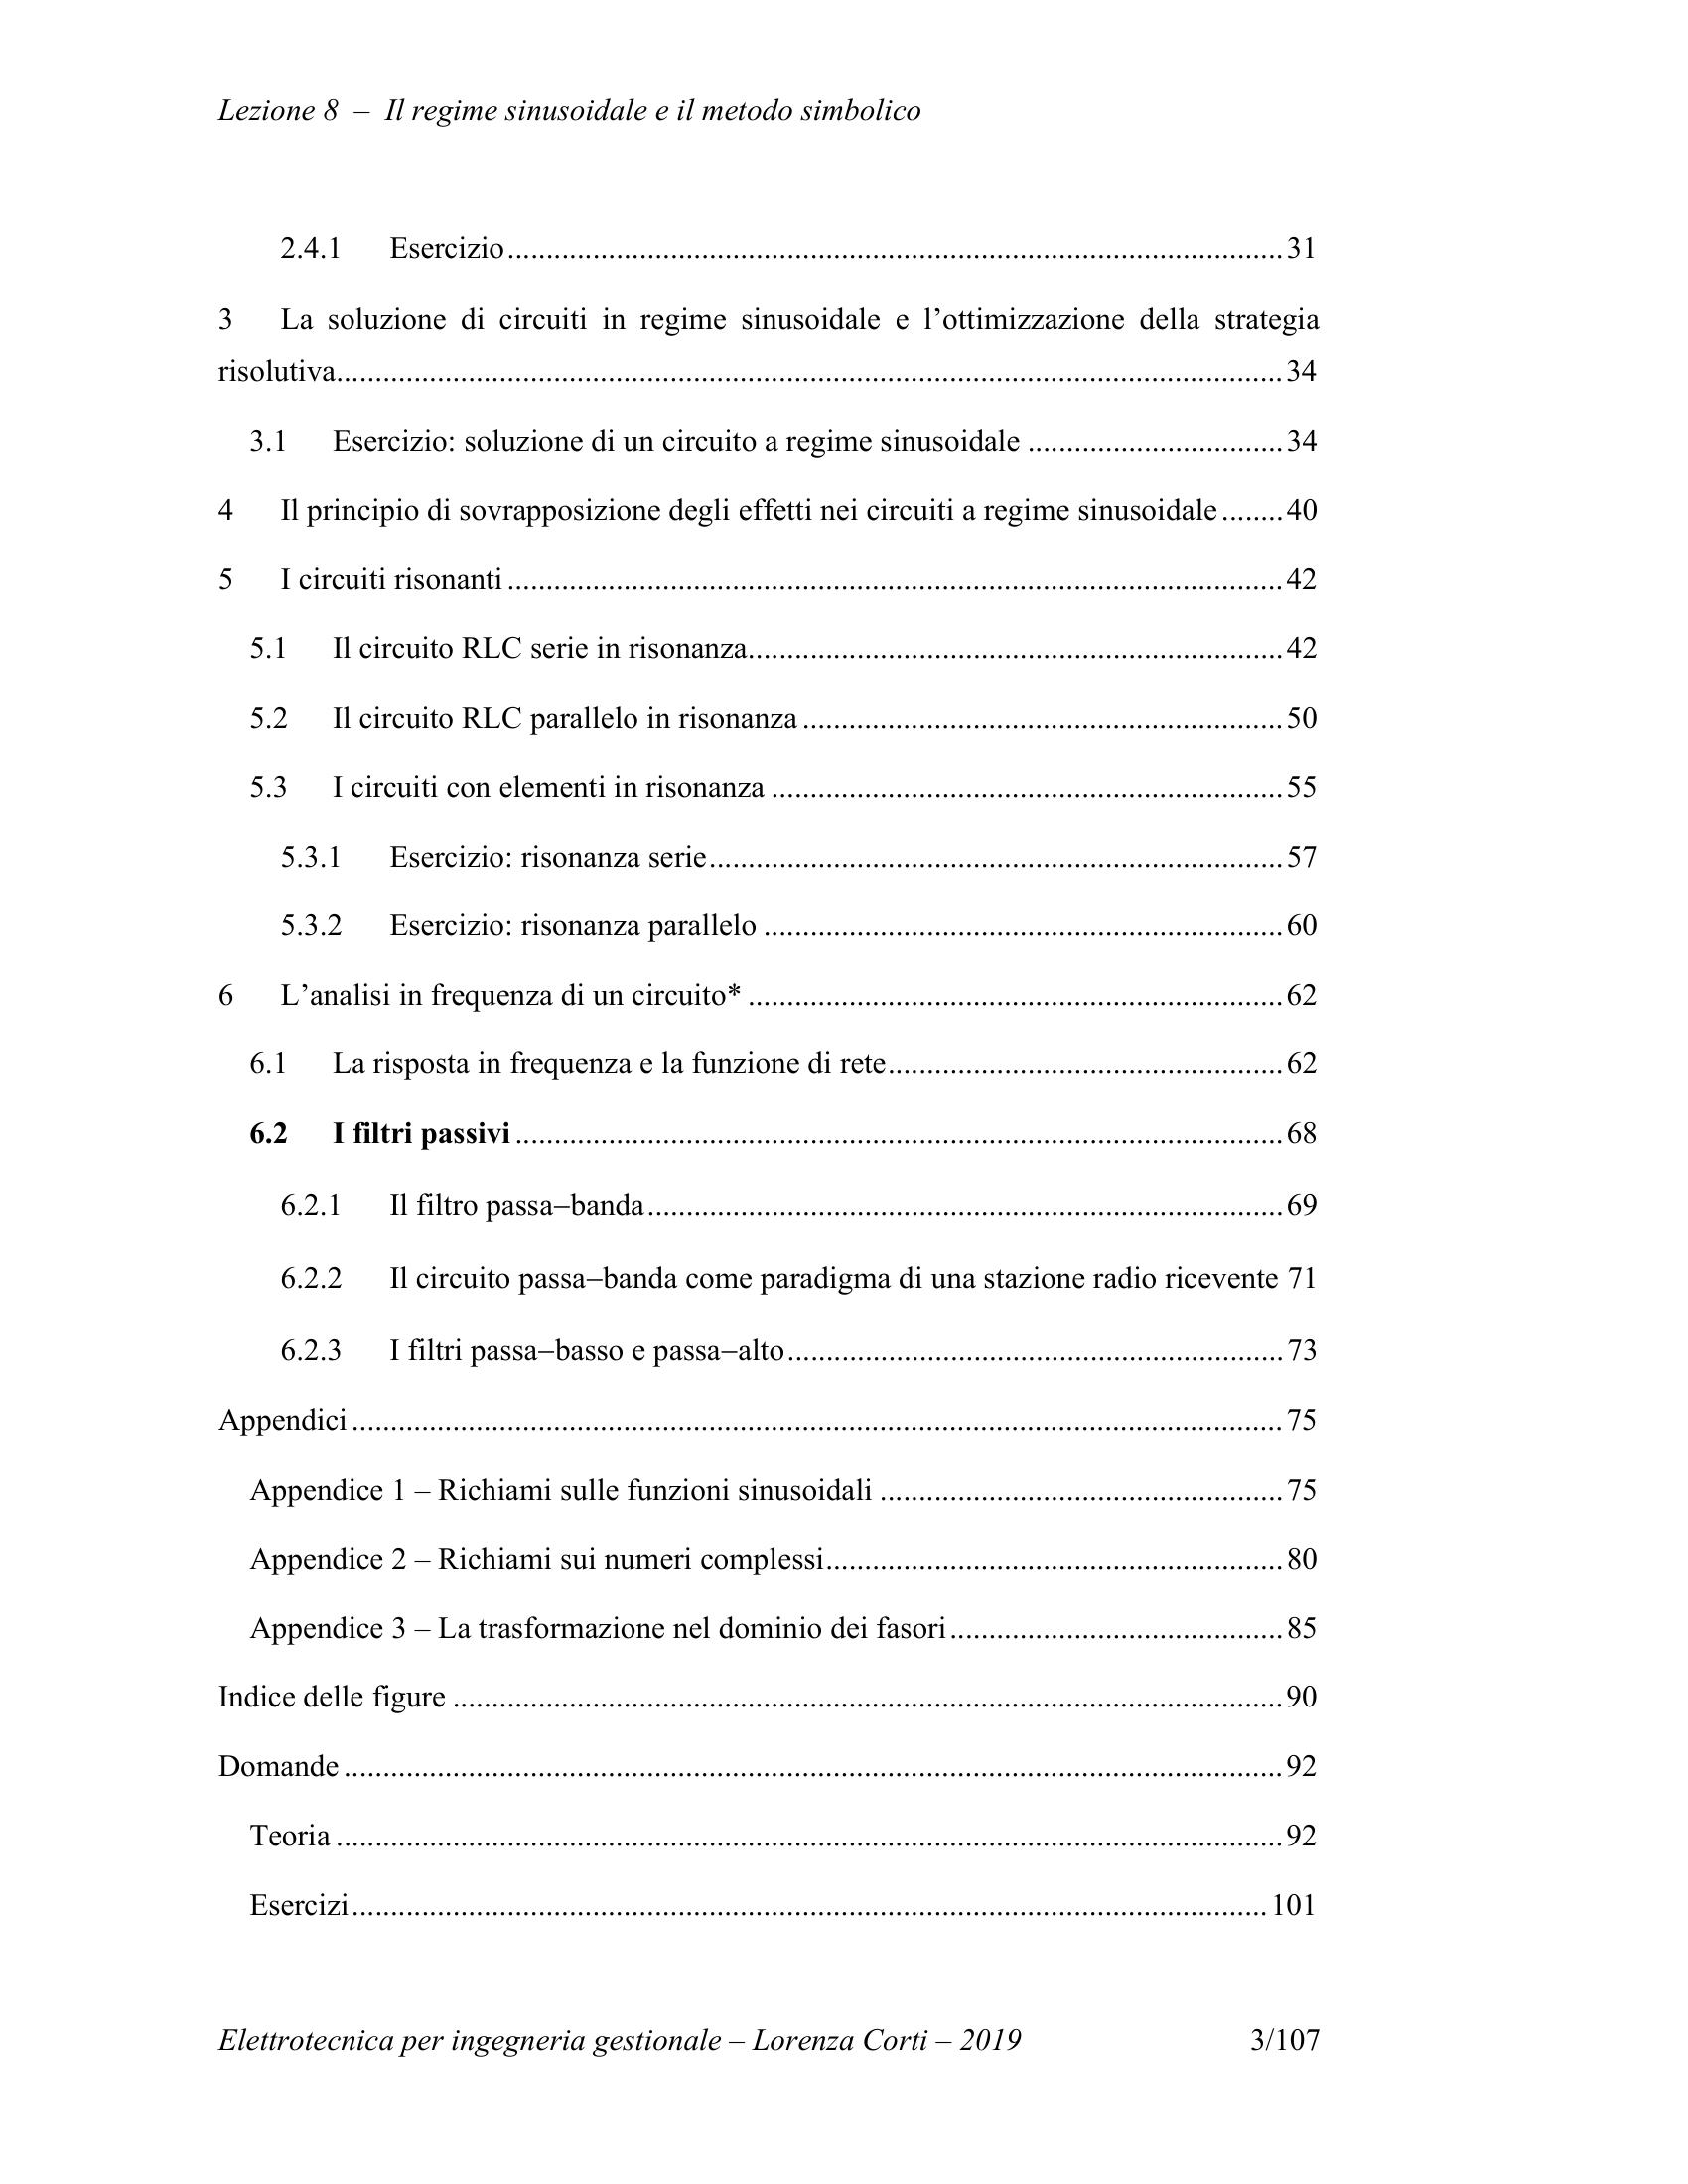 Lezione 8 – Il regime sinusoidale e il metodo simbolico
2.4.1 Esercizio 31
3 La soluzione di circuiti in regime sinusoidale e l’ottimizzazione della strategia
risolutiva 34
3.1 Esercizio: soluzione di un circuito a regime sinusoidale 34
4 Il principio di sovrapposizione degli effetti nei circuiti a regime sinusoidale 40
5 I circuiti risonanti 42
5.1 Il circuito RLC serie in risonanza 42
5.2 Il circuito RLC parallelo in risonanza 50
5.3 I circuiti con elementi in risonanza 55
5.3.1 Esercizio: risonanza serie 57
5.3.2 Esercizio: risonanza parallelo 60
6 L’analisi in frequenza di un circuito* 62
6.1 La risposta in frequenza e la funzione di rete 62
6.2 I filtri passivi 68
6.2.1 Il filtro passa–banda 69
6.2.2 Il circuito passa–banda come paradigma di una stazione radio ricevente 71
6.2.3 I filtri passa–basso e passa–alto 73
Appendici 75
Appendice 1 – Richiami sulle funzioni sinusoidali 75
Appendice 2 – Richiami sui numeri complessi 80
Appendice 3 – La trasformazione nel dominio dei fasori 85
Indice delle figure 90
Domande 92
Teoria 92
Esercizi 101
Elettrotecnica per ingegneria gestionale – Lorenza Corti – 2019 3/107